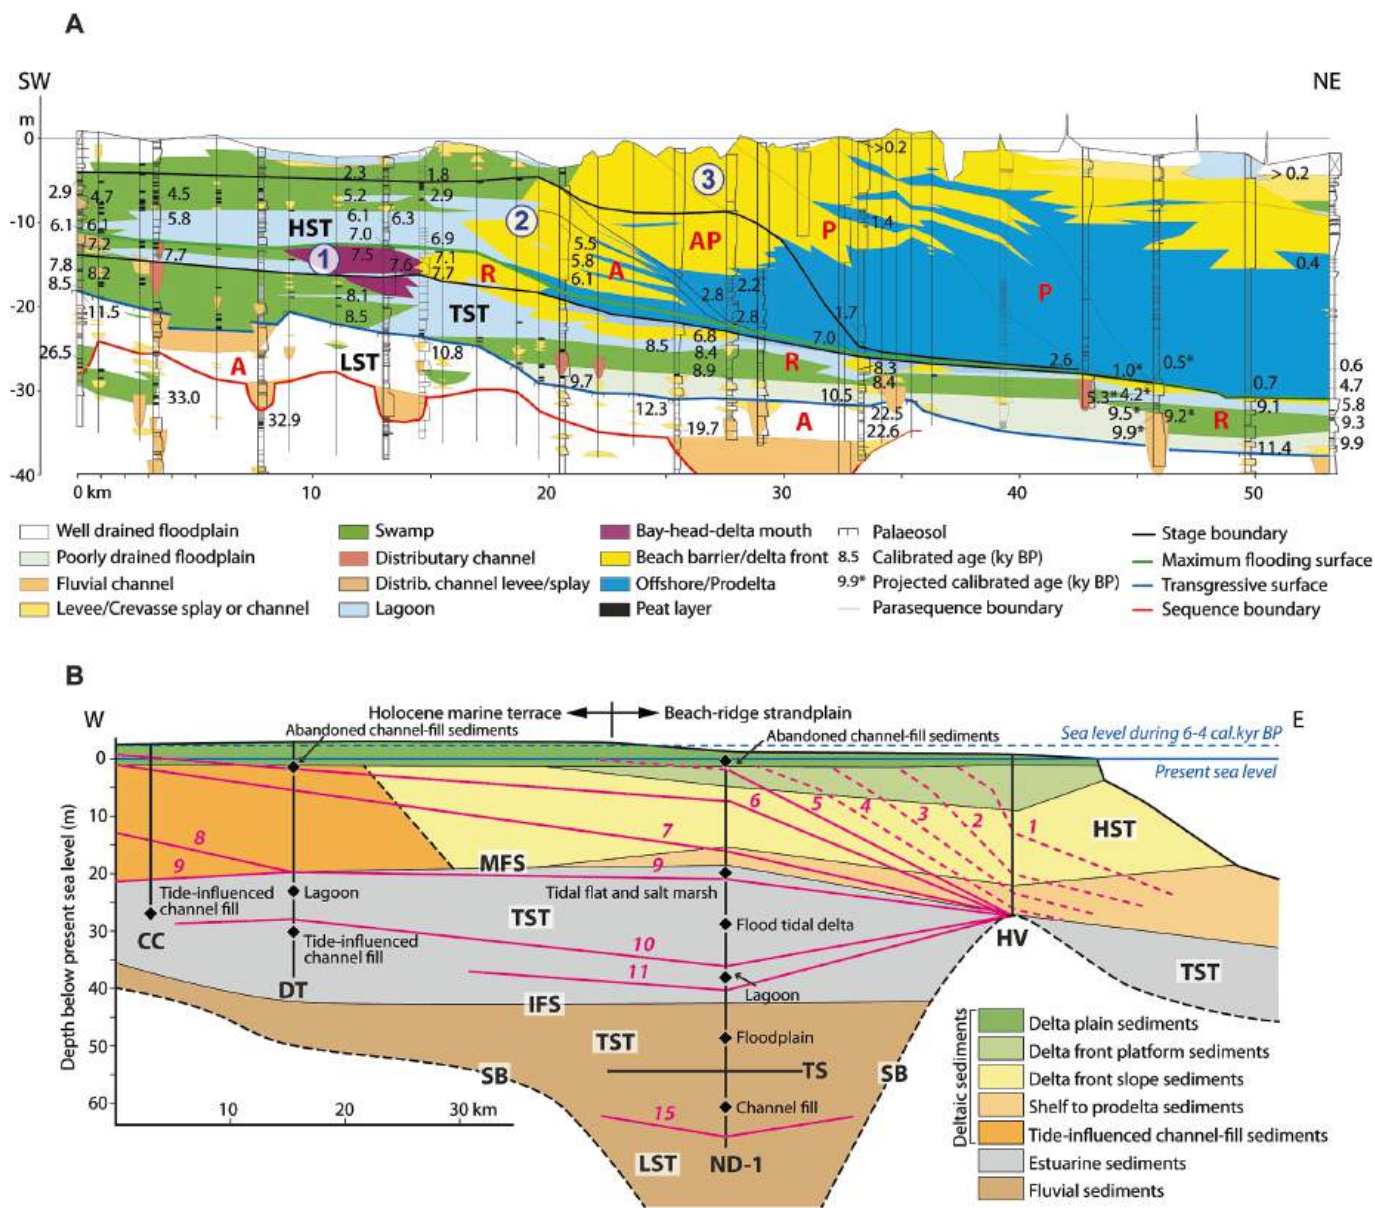 A
SW
NE
m
0
-10
-20
-30
-40
2.9
6.1
7.8
8.5
26.5
4.7
6.1
7.2
8.2
11.5
4.5
5.8
7.7
33.0
32.9
A
HST
1
LST
2.3
5.2
6.1
7.0
7.5
8.1
8.5
6.3
7.6
1.8
2.9
6.9
7.1
7.7
10.8
TST
R
2
5.5
5.8
6.1
A
9.7
12.3
8.5
6.8
8.4
8.9
19.7
3
AP
2.8
2.2
2.8
R
A
P
>0.2
1.4
1.7
7.0
8.3
8.4
10.5
22.5
22.6
P
2.6
1.0*
0.5*
5.3*
4.2*
9.5*
9.2*
9.9*
R
> 0.2
0.4
0.7
9.1
11.4
0.6
4.7
5.8
9.3
9.9
0 km
10
20
30
40
50
Well drained floodplain
Poorly drained floodplain
Fluvial channel
Levee/Crevasse splay or channel
Swamp
Distributary channel
Distrib. channel levee/splay
Lagoon
Bay-head-delta mouth
Beach barrier/delta front
Offshore/Prodelta
Peat layer
Palaeosol
8.5 Calibrated age (ky BP)
9.9* Projected calibrated age (ky BP)
Parasequence boundary
Stage boundary
Maximum flooding surface
Transgressive surface
Sequence boundary
B
W
E
Holocene marine terrace
Beach-ridge strandplain
Abandoned channel-fill sediments
Abandoned channel-fill sediments
Sea level during 6-4 cal.kyr BP
Present sea level
Depth below present sea level (m)
0
10
20
30
40
50
60
8
9
7
6
5
4
3
2
1
HST
MFS
9
Tide-influenced
channel fill
Lagoon
Tidal flat and salt marsh
TST
Flood tidal delta
CC
Tide-influenced
channel fill
10
HV
11
Lagoon
TST
DT
IFS
TST
Floodplain
SB
TS
SB
Channel fill
15
LST
ND-1
10
20
30 km
Deltaic sediments
Delta plain sediments
Delta front platform sediments
Delta front slope sediments
Shelf to prodelta sediments
Tide-influenced channel-fill sediments
Estuarine sediments
Fluvial sediments